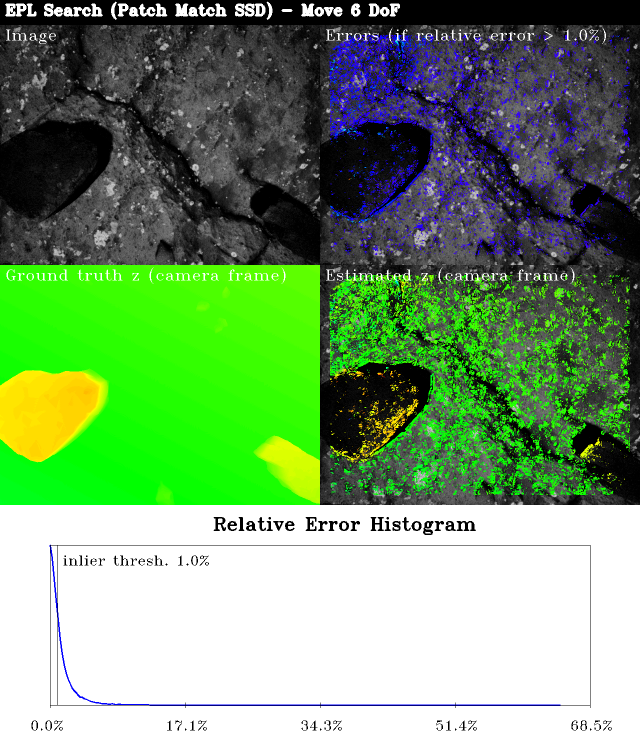 EPL Search (Patch Match SSD) - Move 6 DoF
Image
Errors (if relative error > 1.0%)
Ground truth z (camera frame)
Estimated z (camera frame)
Relative Error Histogram
inlier thresh. 1.0%
0.0%
17.1%
34.3%
51.4%
68.5%